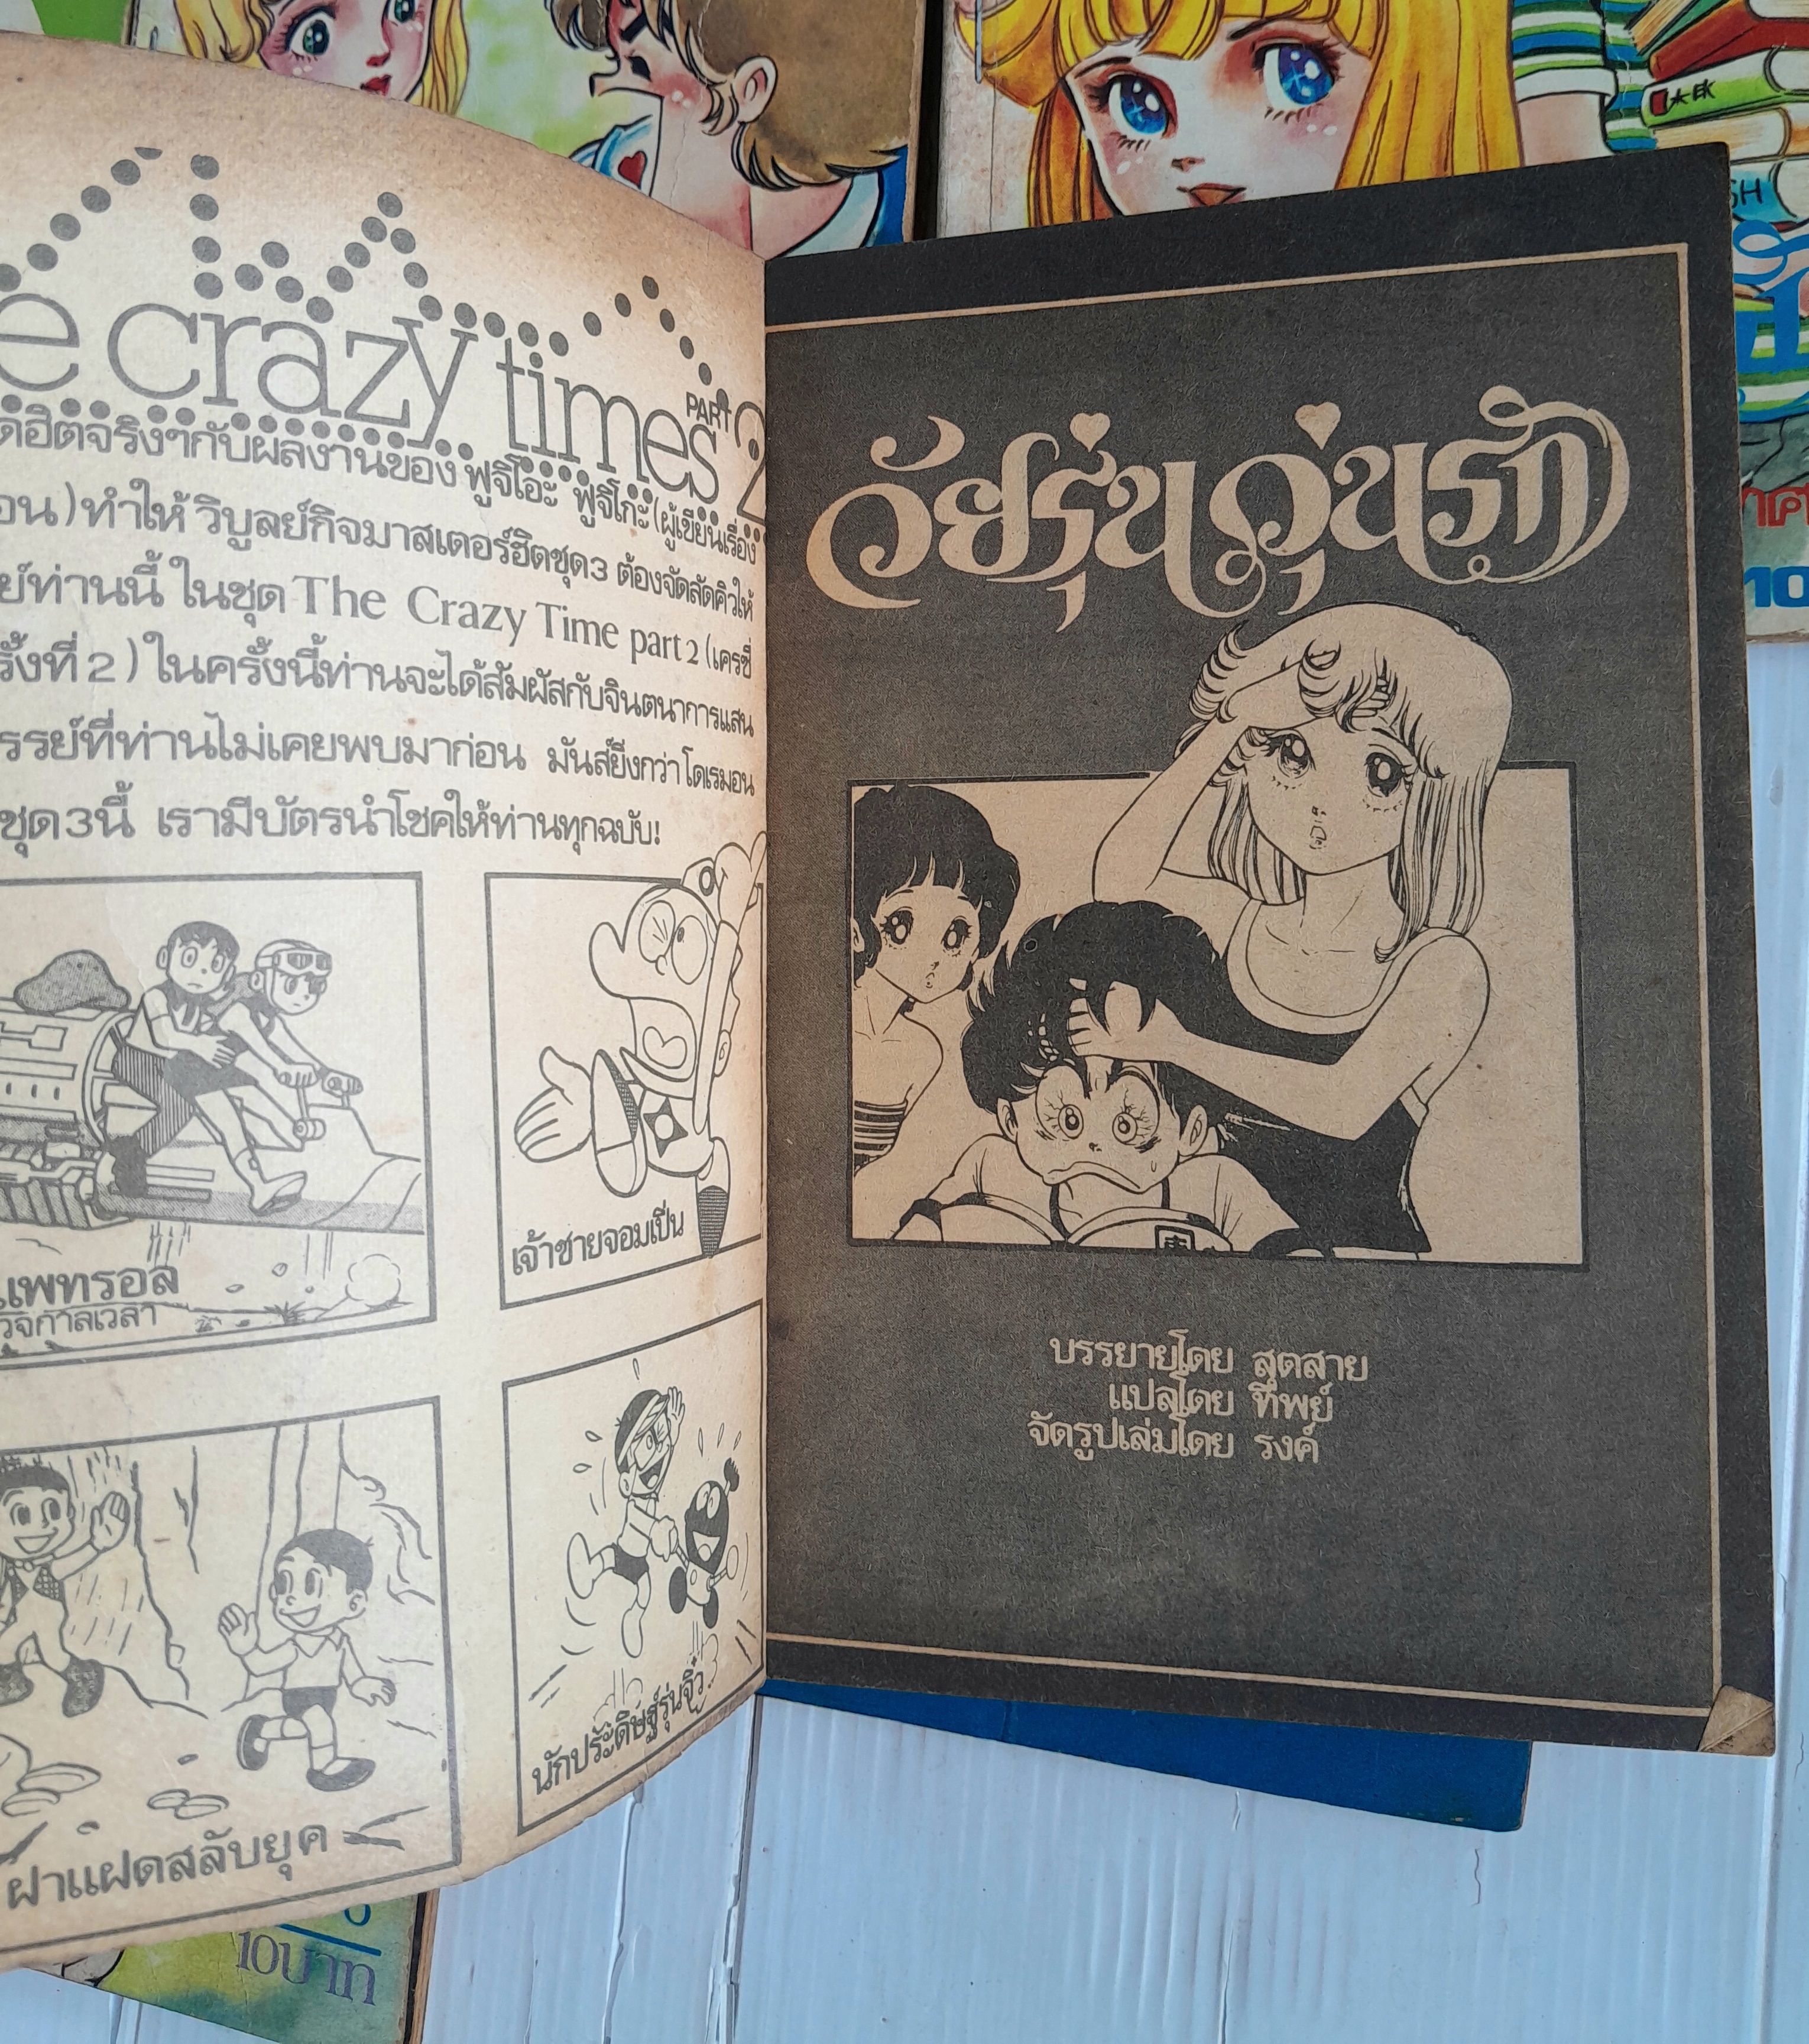 e crazy times PART 2
ฮิตจริงๆกับผลงานของ ฟูจิโอะ ฟูจิโกะ (ผู้เขียนเรื่อง
อน) ทำให้ วิบูลย์กิจมาสเตอร์ฮิตชุด3 ต้องจัดสัดคิวให้
ย์ท่านนี้ ในชุด The Crazy Time part 2 (เครซี่
รั้งที่ 2 ) ในครั้งนี้ท่านจะได้สัมผัสกับจินตนาการแสน
รรย์ที่ท่านไม่เคยพบมาก่อน มันส์ยิ่งกว่า โดเรมอน
ชุด 3 นี้ เรามีบัตรนำโชคให้ท่านทุกฉบับ!
แพทรอล
กาลเวลา
เจ้าชายจอมเปิ่น
ฝาแฝดสลับยุค
นักประดิษฐ์รุ่นจิ๋ว
วัยรุ่นวุ่นรัก
บรรยายโดย สุดสาย
แปลโดย ทิพย์
จัดรูปเล่มโดย รงค์
10บาท